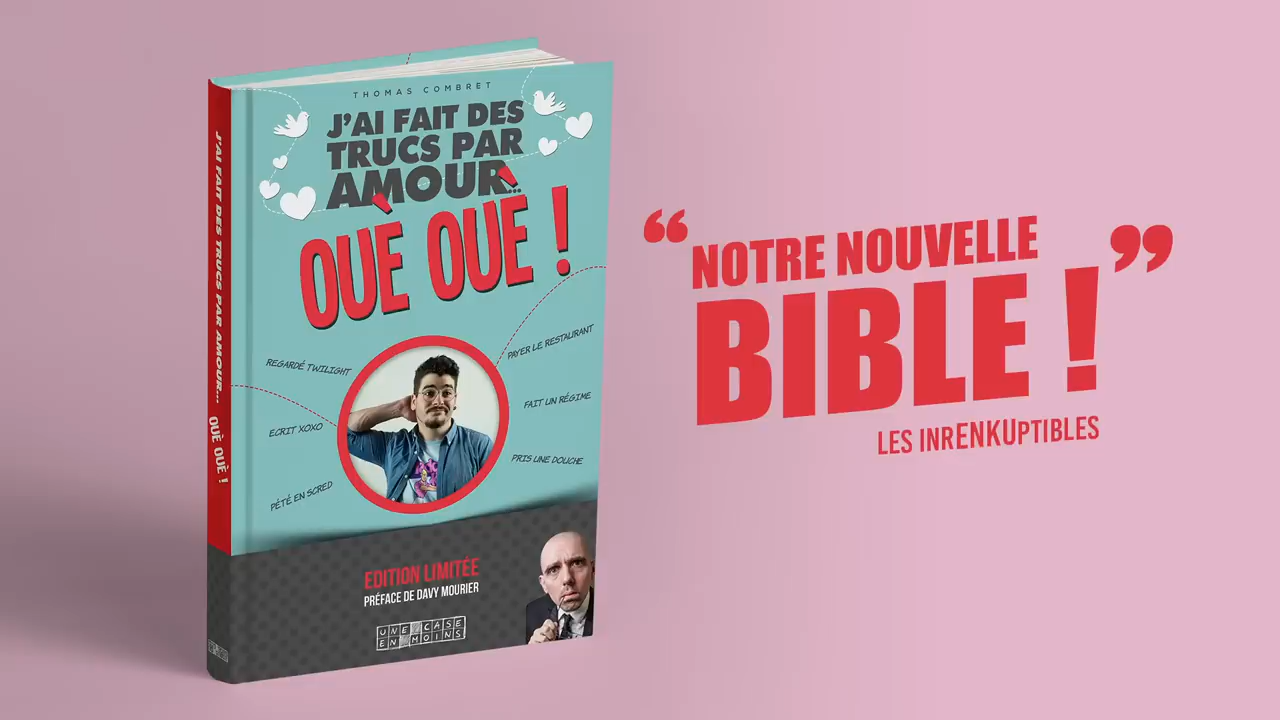 THOMAS COMBRET
J'AI FAIT DES
TRUCS PAR
AMOUR...
OUÈ OUÈ !
REGARDÉ TWILIGHT
ECRIT XOXO
PÉTÉ EN SCRED
PAYER LE RESTAURANT
FAIT UN RÉGIME
PRIS UNE DOUCHE
EDITION LIMITÉE
PRÉFACE DE DAVY MOURIER
UNE CASE
EN MOINS
J'AI FAIT DES TRUCS PAR AMOUR... OUÈ OUÈ !
“NOTRE NOUVELLE
BIBLE !”
LES INRENKUPTIBLES